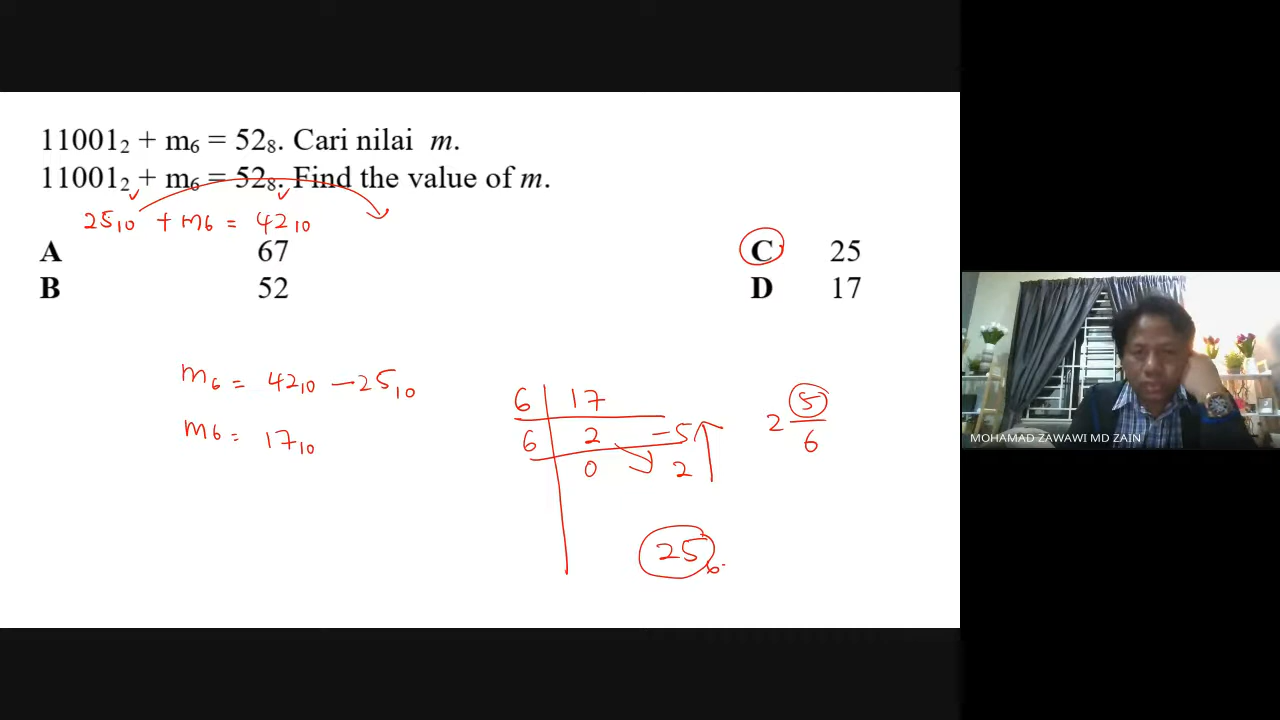 11001₂ + m₆ = 52₈. Cari nilai m.
11001₂ + m₆ = 52₈. Find the value of m.
25₁₀ + m₆ = 42₁₀
A 67 C 25
B 52 D 17
m₆ = 42₁₀ – 25₁₀
m₆ = 17₁₀
6 17
6 2 – 5
0 2
2 5/6
25₆
MOHAMAD ZAWAWI MD ZAIN